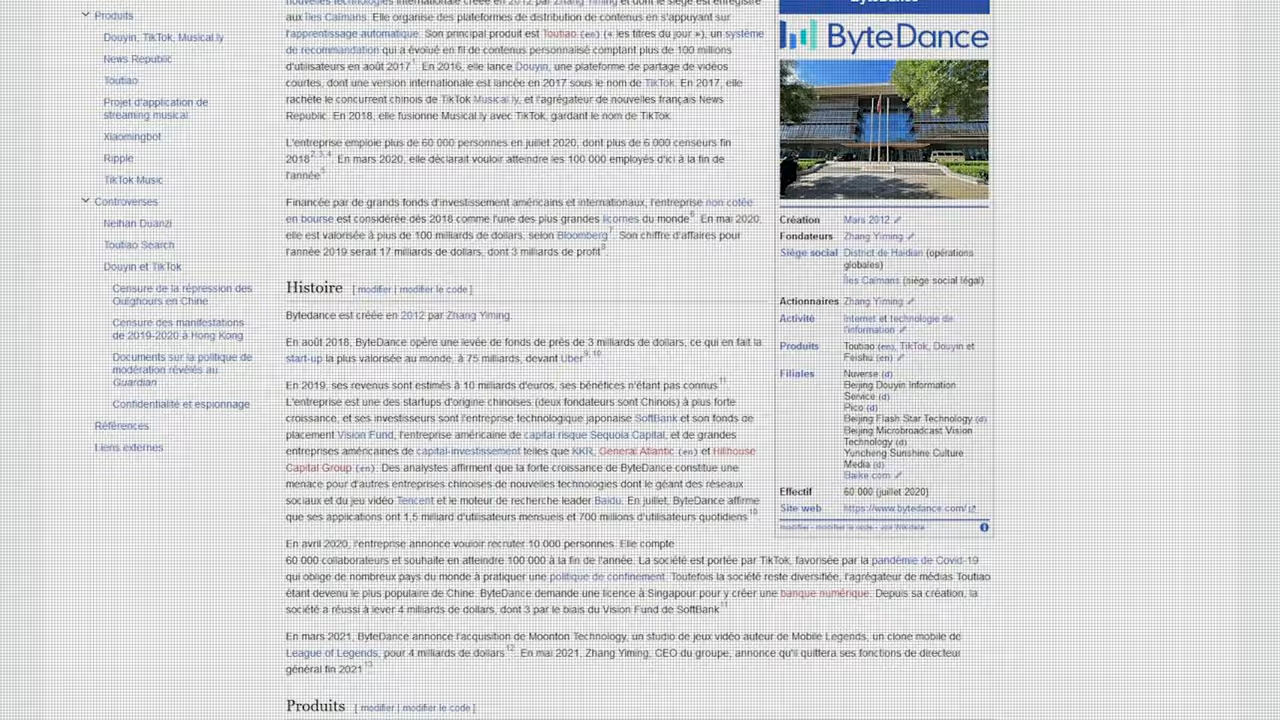 Produits
Douyin, TikTok, Musical.ly
News Republic
Toutiao
Projet d'application de
streaming musical
Xiaomingbot
Ripple
TikTok Music
Controverses
Neihan Duanzi
Toutiao Search
Douyin et TikTok
Censure de la répression des
Ouïghours en Chine
Censure des manifestations
de 2019-2020 à Hong Kong
Documents sur la politique de
modération révélés au
Guardian
Confidentialité et espionnage
Références
Liens externes
nouvelles technologies internationale créée en 2012 par Zhang Yiming et dont le siège est enregistré
aux Îles Caïmans. Elle organise des plateformes de distribution de contenus en s'appuyant sur
l'apprentissage automatique. Son principal produit est Toutiao (en) (« les titres du jour »), un système
de recommandation qui a évolué en fil de contenus personnalisé comptant plus de 100 millions
d'utilisateurs en août 2017. En 2016, elle lance Douyin, une plateforme de partage de vidéos
courtes, dont une version internationale est lancée en 2017 sous le nom de TikTok. En 2017, elle
achète le concurrent chinois de TikTok Musical.ly, et l'agrégateur de nouvelles français News
Republic. En 2018, elle fusionne Musical.ly avec TikTok, gardant le nom de TikTok.
L'entreprise emploie plus de 60 000 personnes en juillet 2020, dont plus de 6 000 censeurs fin
2018 2, 3, 4. En mars 2020, elle déclarait vouloir atteindre les 100 000 employés d'ici la fin de
l'année
Financée par de grands fonds d'investissement américains et internationaux, l'entreprise non cotée
en bourse est considérée dès 2018 comme l'une des plus grandes licornes du monde 6. En mai 2020,
elle est valorisée à plus de 100 milliards de dollars, selon Bloomberg 7. Son chiffre d'affaires pour
l'année 2019 serait 17 milliards de dollars, dont 3 milliards de profit 8.
Histoire [ modifier | modifier le code ]
Bytedance est créée en 2012 par Zhang Yiming.
En août 2018, ByteDance opère une levée de fonds de près de 3 milliards de dollars, ce qui en fait la
start-up la plus valorisée au monde, à 75 milliards, devant Uber 9, 10.
En 2019, ses revenus sont estimés à 10 milliards d'euros, ses bénéfices n'étant pas connus 11.
L'entreprise est une des startups d'origine chinoises (deux fondateurs sont Chinois) à plus forte
croissance, et ses investisseurs sont l'entreprise technologique japonaise SoftBank et son fonds de
placement Vision Fund, l'entreprise américaine de capital risque Sequoia Capital, et de grandes
entreprises américaines de capital-investissement telles que KKR, General Atlantic (en) et Hillhouse
Capital Group (en). Des analystes affirment que la forte croissance de ByteDance constitue une
menace pour d'autres entreprises chinoises de nouvelles technologies dont le géant des réseaux
sociaux et du jeu vidéo Tencent et le moteur de recherche leader Baidu. En juillet, ByteDance affirme
que ses applications ont 1,5 milliard d'utilisateurs mensuels et 700 millions d'utilisateurs quotidiens 10.
En avril 2020, l'entreprise annonce vouloir recruter 10 000 personnes. Elle compte
60 000 collaborateurs et souhaite en atteindre 100 000 à la fin de l'année. La société est portée par TikTok, favorisée par la pandémie de Covid-19
qui oblige de nombreux pays du monde à pratiquer une politique de confinement. Toutefois la société reste diversifiée, l'agrégateur de médias Toutiao
étant devenu le plus populaire de Chine. ByteDance demande une licence à Singapour pour y créer une banque numérique. Depuis sa création, la
société a réussi à lever 4 milliards de dollars, dont 3 par le biais du Vision Fund de SoftBank 11.
En mars 2021, ByteDance annonce l'acquisition de Moonton Technology, un studio de jeux vidéo auteur de Mobile Legends, un clone mobile de
League of Legends, pour 4 milliards de dollars 12. En mai 2021, Zhang Yiming, CEO du groupe, annonce qu'il quittera ses fonctions de directeur
général fin 2021 13.
Produits [ modifier | modifier le code ]
ByteDance
ByteDance
Création Mars 2012
Fondateurs Zhang Yiming
Siège social District de Haidian (opérations
globales)
Îles Caïmans (siège social légal)
Actionnaires Zhang Yiming
Activité Internet et technologie de
l'information
Produits Toutiao (en), TikTok, Douyin et
Feishu (en)
Filiales Nuverse (d)
Beijing Douyin Information
Service (d)
Pico (d)
Beijing Flash Star Technology (d)
Beijing Microbroadcast Vision
Technology (d)
Yuncheng Sunshine Culture
Media (d)
Baike.com
Effectif 60 000 (juillet 2020)
Site web https://www.bytedance.com/
modifier - modifier le code - voir Wikidata